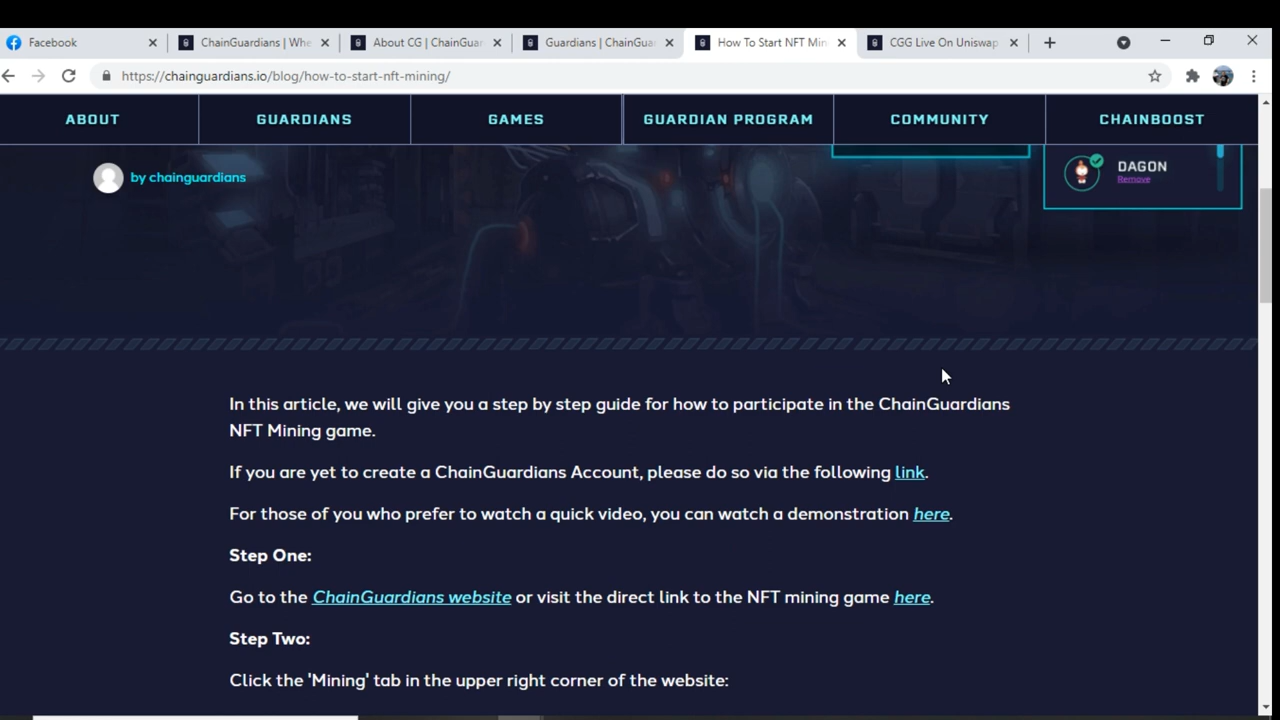 Facebook
ChainGuardians | Whe
About CG | ChainGuar
Guardians | ChainGua
How To Start NFT Min
CGG Live On Uniswap
https://chainguardians.io/blog/how-to-start-nft-mining/
ABOUT
GUARDIANS
GAMES
GUARDIAN PROGRAM
COMMUNITY
CHAINBOOST
by chainguardians
DAGON
Remove
In this article, we will give you a step by step guide for how to participate in the ChainGuardians
NFT Mining game.
If you are yet to create a ChainGuardians Account, please do so via the following link.
For those of you who prefer to watch a quick video, you can watch a demonstration here.
Step One:
Go to the ChainGuardians website or visit the direct link to the NFT mining game here.
Step Two:
Click the 'Mining' tab in the upper right corner of the website: